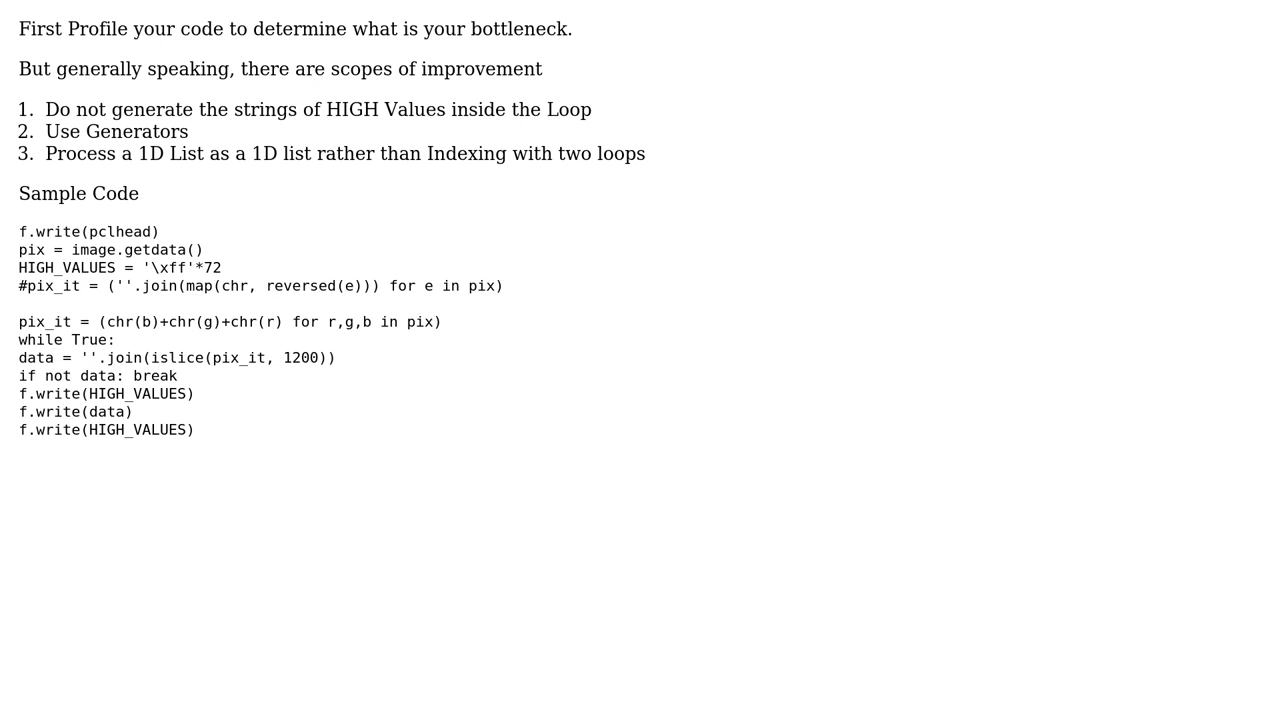 First Profile your code to determine what is your bottleneck.
But generally speaking, there are scopes of improvement
1. Do not generate the strings of HIGH Values inside the Loop
2. Use Generators
3. Process a 1D List as a 1D list rather than Indexing with two loops
Sample Code
f.write(pclhead)
pix = image.getdata()
HIGH_VALUES = '\xff'*72
#pix_it = (''.join(map(chr, reversed(e))) for e in pix)
pix_it = (chr(b)+chr(g)+chr(r) for r,g,b in pix)
while True:
data = ''.join(islice(pix_it, 1200))
if not data: break
f.write(HIGH_VALUES)
f.write(data)
f.write(HIGH_VALUES)